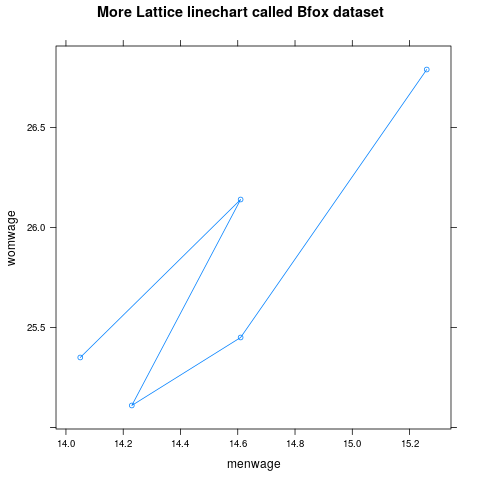 More Lattice linechart called Bfox dataset
26.5
26.0
25.5
womwage
14.0 14.2 14.4 14.6 14.8 15.0 15.2
menwage